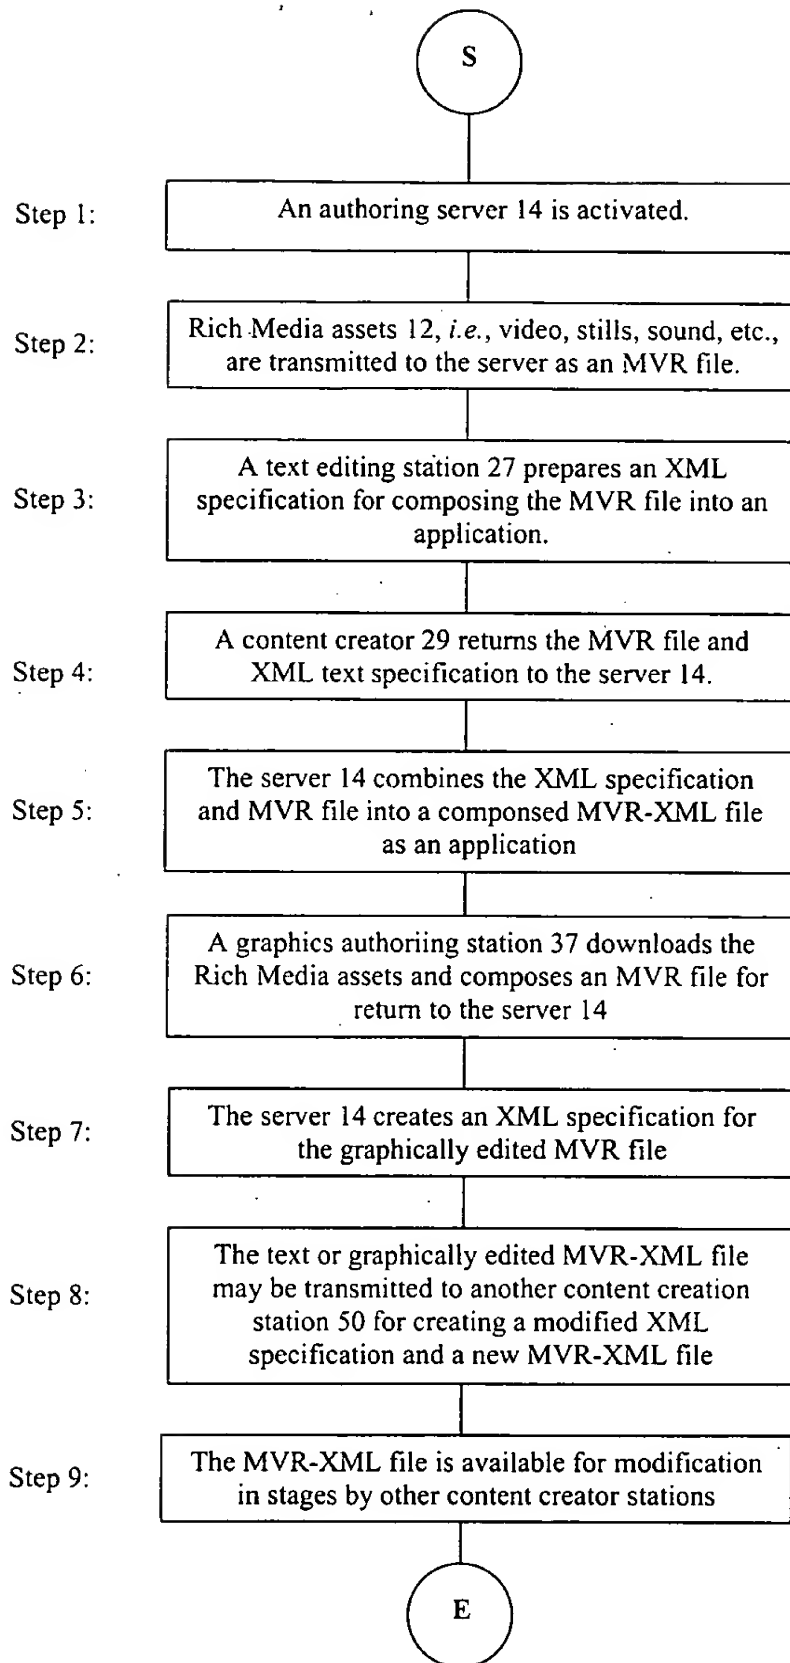 S
Step 1:
An authoring server 14 is activated.
Step 2:
Rich Media assets 12, i.e., video, stills, sound, etc.,
are transmitted to the server as an MVR file.
Step 3:
A text editing station 27 prepares an XML
specification for composing the MVR file into an
application.
Step 4:
A content creator 29 returns the MVR file and
XML text specification to the server 14.
Step 5:
The server 14 combines the XML specification
and MVR file into a componsed MVR-XML file
as an application
Step 6:
A graphics authoriing station 37 downloads the
Rich Media assets and composes an MVR file for
return to the server 14
Step 7:
The server 14 creates an XML specification for
the graphically edited MVR file
Step 8:
The text or graphically edited MVR-XML file
may be transmitted to another content creation
station 50 for creating a modified XML
specification and a new MVR-XML file
Step 9:
The MVR-XML file is available for modification
in stages by other content creator stations
E